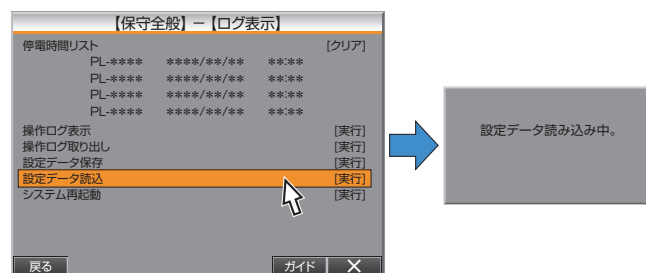 【保守全般】－【ログ表示】
停電時間リスト [クリア]
PL-**** ****/**/** **:**
PL-**** ****/**/** **:**
PL-**** ****/**/** **:**
PL-**** ****/**/** **:**
操作ログ表示 [実行]
操作ログ取り出し [実行]
設定データ保存 [実行]
設定データ読込 [実行]
システム再起動 [実行]
戻る ガイド ╳
設定データ読み込み中。